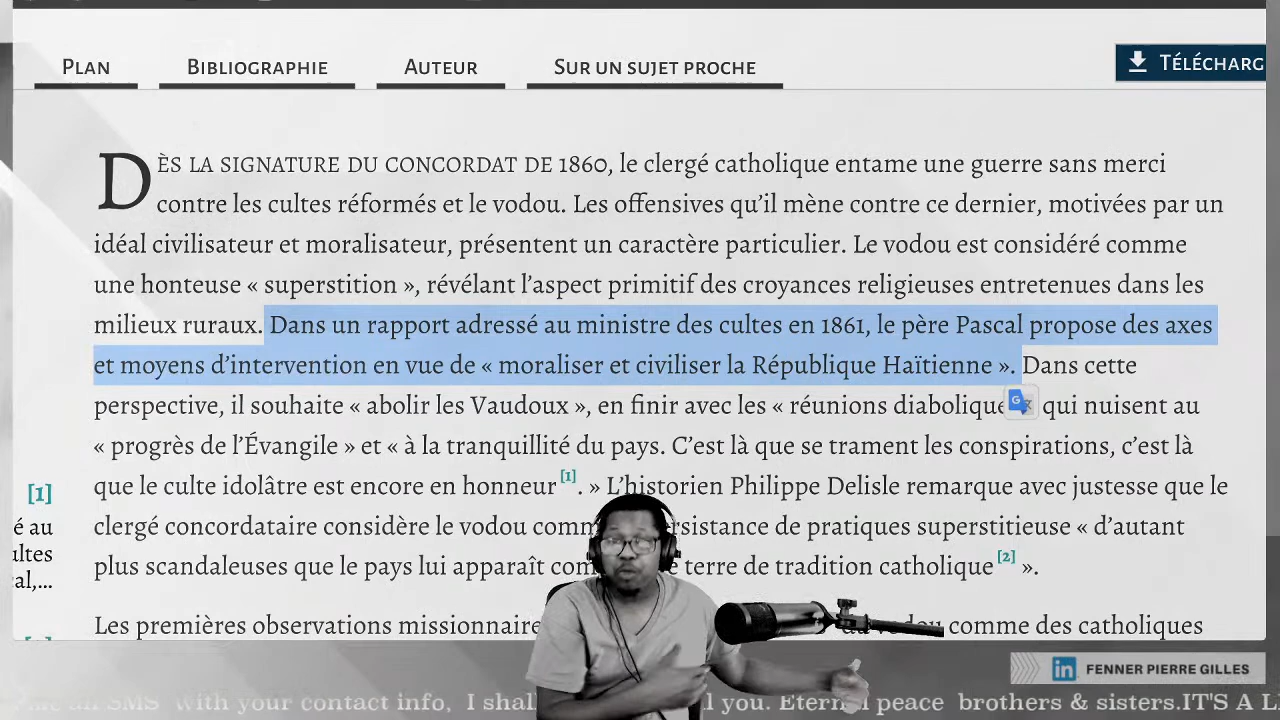 PLAN
BIBLIOGRAPHIE
AUTEUR
SUR UN SUJET PROCHE
TÉLÉCHARG
DÈS LA SIGNATURE DU CONCORDAT DE 1860, le clergé catholique entame une guerre sans merci
contre les cultes réformés et le vodou. Les offensives qu’il mène contre ce dernier, motivées par un
idéal civilisateur et moralisateur, présentent un caractère particulier. Le vodou est considéré comme
une honteuse « superstition », révélant l’aspect primitif des croyances religieuses entretenues dans les
milieux ruraux. Dans un rapport adressé au ministre des cultes en 1861, le père Pascal propose des axes
et moyens d’intervention en vue de « moraliser et civiliser la République Haïtienne ». Dans cette
perspective, il souhaite « abolir les Vaudoux », en finir avec les « réunions diabolique qui nuisent au
« progrès de l’Évangile » et « à la tranquillité du pays. C’est là que se trament les conspirations, c’est là
que le culte idolâtre est encore en honneur [1]. » L’historien Philippe Delisle remarque avec justesse que le
clergé concordataire considère le vodou comm rsistance de pratiques superstitieuse « d’autant
plus scandaleuses que le pays lui apparaît com e terre de tradition catholique [2] ».
Les premières observations missionnaire du vodou comme des catholiques
[1]
é au
ultes
al,...
FENNER PIERRE GILLES
an SMS with your contact info, I shal l you. Eternal peace brothers & sisters.IT'S A L